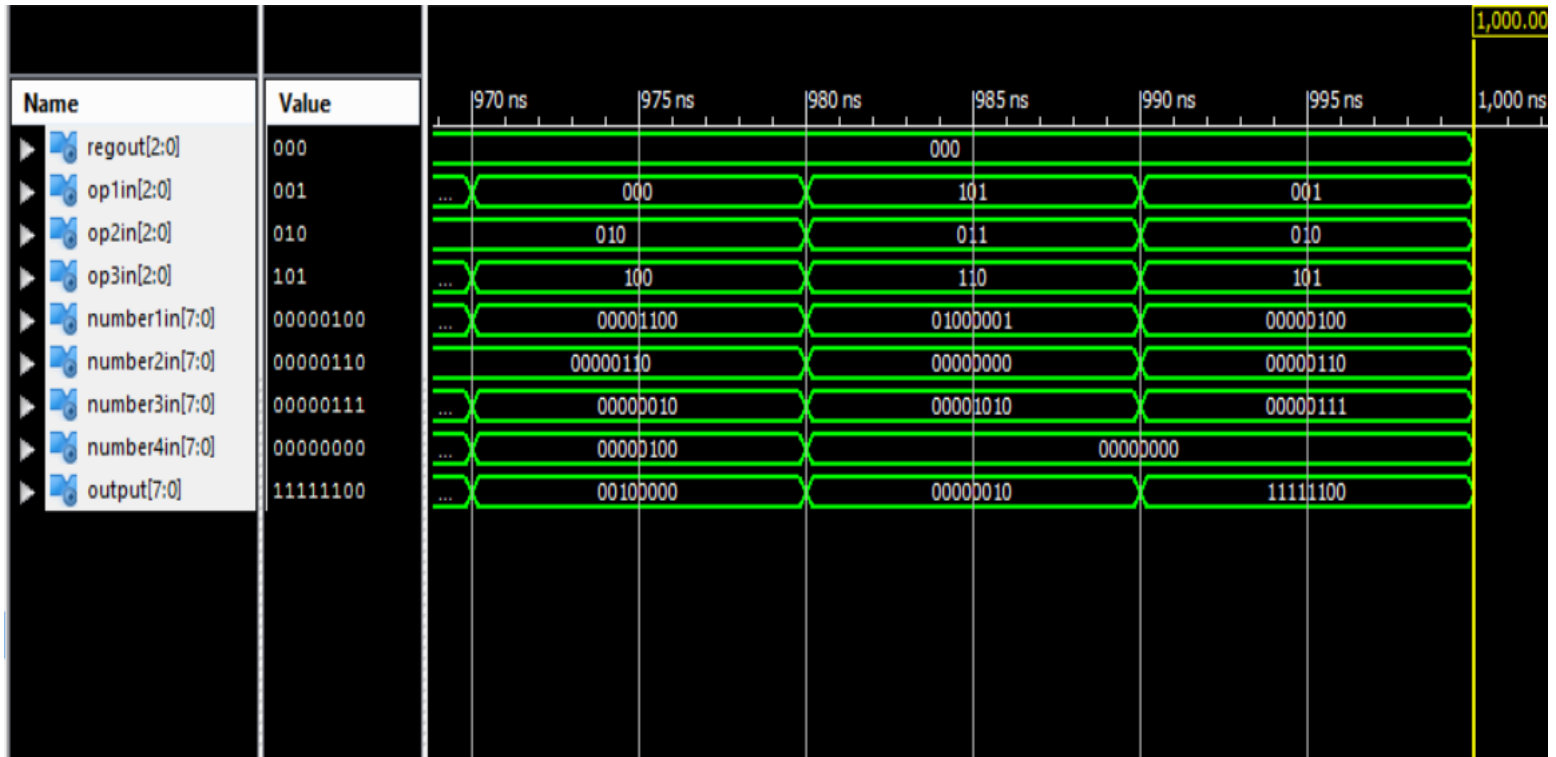 1,000.00
Name Value 970 ns 975 ns 980 ns 985 ns 990 ns 995 ns 1,000 ns
regout[2:0] 000 000
op1in[2:0] 001 ... 000 101 001
op2in[2:0] 010 010 011 010
op3in[2:0] 101 ... 100 110 101
number1in[7:0] 00000100 ... 00001100 01000001 00000100
number2in[7:0] 00000110 00000110 00000000 00000110
number3in[7:0] 00000111 ... 00000010 00001010 00000111
number4in[7:0] 00000000 ... 00000100 00000000
output[7:0] 11111100 ... 00100000 00000010 11111100